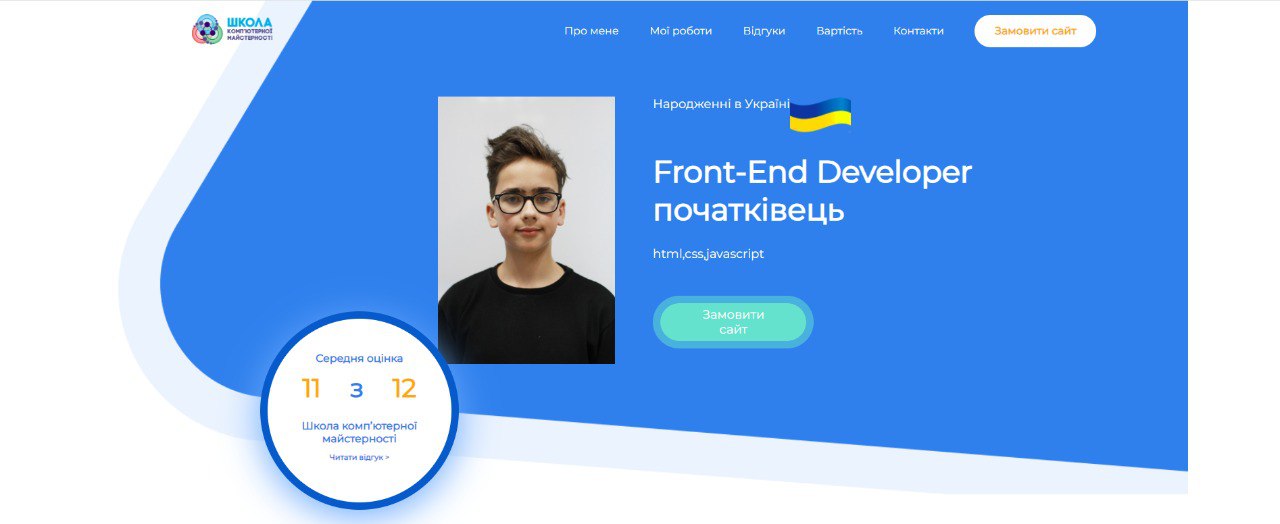 ШКОЛА
КОМП'ЮТЕРНОЇ
МАЙСТЕРНОСТІ
Про мене
Мої роботи
Відгуки
Вартість
Контакти
Замовити сайт
Народженні в Україні
Front-End Developer
початківець
html,css,javascript
Замовити
сайт
Середня оцінка
11 з 12
Школа комп'ютерної
майстерності
Читати відгук >